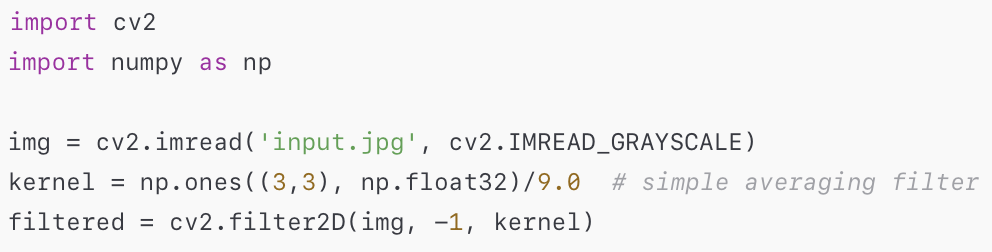 import cv2
import numpy as np
img = cv2.imread('input.jpg', cv2.IMREAD_GRAYSCALE)
kernel = np.ones((3,3), np.float32)/9.0  # simple averaging filter
filtered = cv2.filter2D(img, -1, kernel)